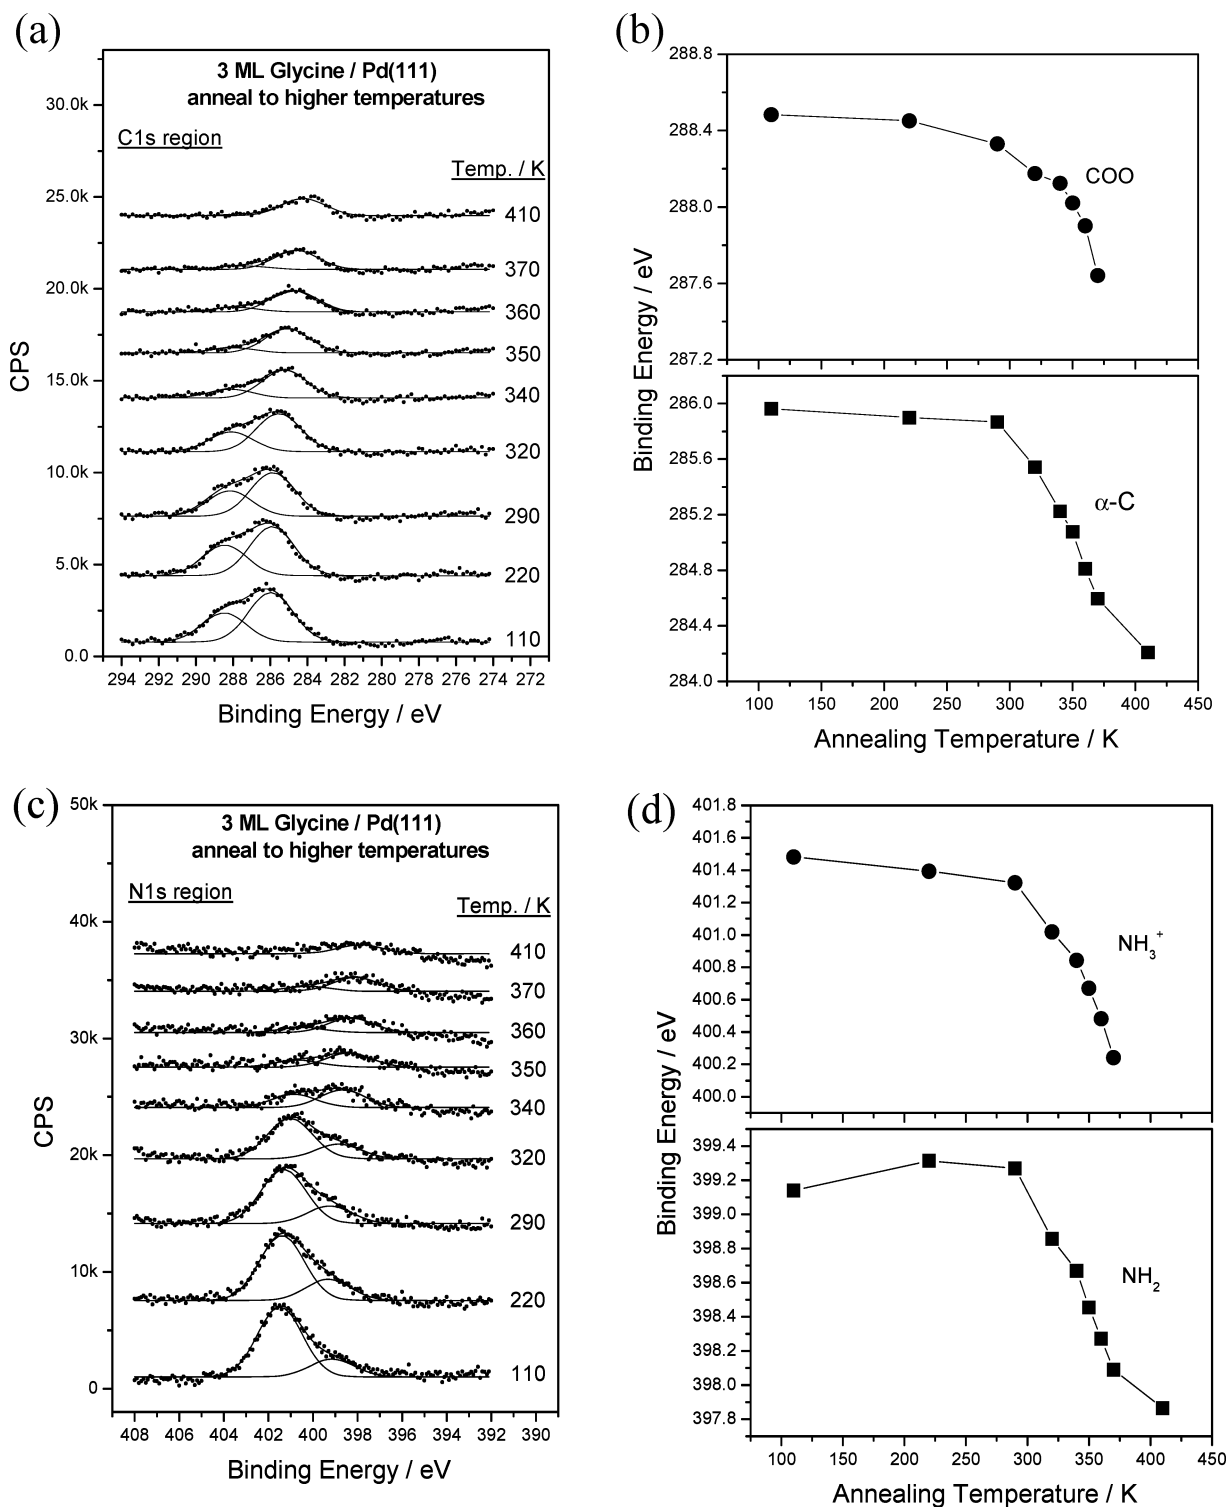 (a)
3 ML Glycine / Pd(111)
anneal to higher temperatures
C1s region
Temp. / K
30.0k
25.0k
20.0k
15.0k
10.0k
5.0k
0.0
CPS
410
370
360
350
340
320
290
220
110
294 292 290 288 286 284 282 280 278 276 274 272
Binding Energy / eV
(b)
288.8
288.4
288.0
287.6
287.2
COO
Binding Energy / eV
286.0
285.6
285.2
284.8
284.4
284.0
α-C
100 150 200 250 300 350 400 450
Annealing Temperature / K
(c)
3 ML Glycine / Pd(111)
anneal to higher temperatures
N1s region
Temp. / K
50k
40k
30k
20k
10k
0
CPS
410
370
360
350
340
320
290
220
110
408 406 404 402 400 398 396 394 392 390
Binding Energy / eV
(d)
401.8
401.6
401.4
401.2
401.0
400.8
400.6
400.4
400.2
400.0
NH₃⁺
Binding Energy / eV
399.4
399.2
399.0
398.8
398.6
398.4
398.2
398.0
397.8
NH₂
100 150 200 250 300 350 400 450
Annealing Temperature / K